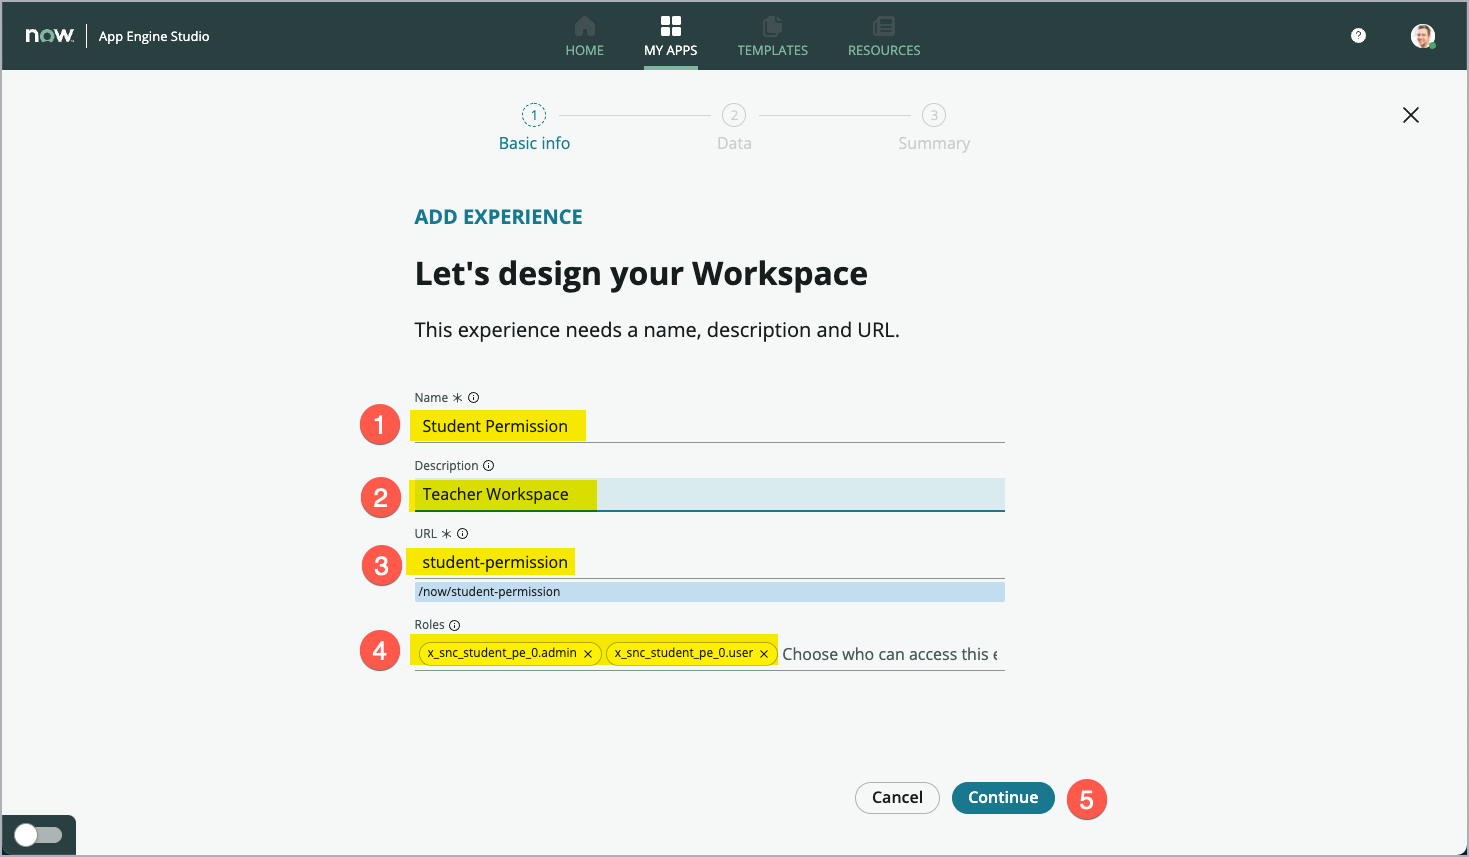 now. App Engine Studio
HOME
MY APPS
TEMPLATES
RESOURCES
?
1
2
3
Basic info
Data
Summary
ADD EXPERIENCE
Let's design your Workspace
This experience needs a name, description and URL.
Name *
1 Student Permission
Description
2 Teacher Workspace
URL *
3 student-permission
/now/student-permission
Roles
4 x_snc_student_pe_0.admin × x_snc_student_pe_0.user × Choose who can access this e
Cancel Continue 5